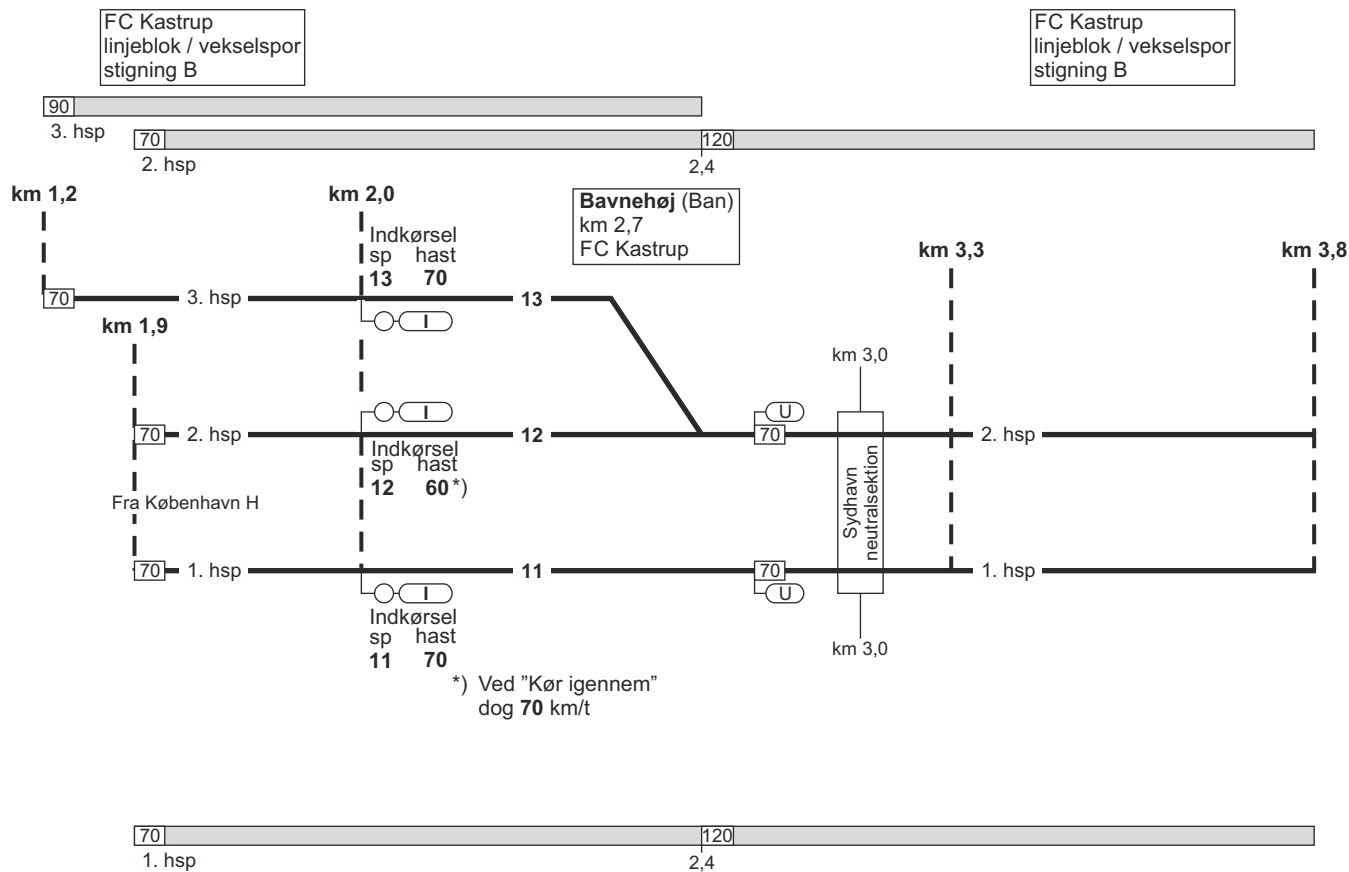 FC Kastrup
linjeblok / vekselspor
stigning B
FC Kastrup
linjeblok / vekselspor
stigning B
90
3. hsp
70
120
2. hsp
2,4
km 1,2
km 2,0
Bavnehøj (Ban)
km 2,7
FC Kastrup
Indkørsel
sp hast
13 70
km 3,3
km 3,8
70
3. hsp
13
I
km 1,9
km 3,0
I
U
70
2. hsp
12
70
2. hsp
Indkørsel
sp hast
12 60 *)
Sydhavn
neutralsektion
Fra København H
70
1. hsp
11
70
1. hsp
I
U
Indkørsel
sp hast
11 70
km 3,0
*) Ved ”Kør igennem”
dog 70 km/t
70
120
1. hsp
2,4